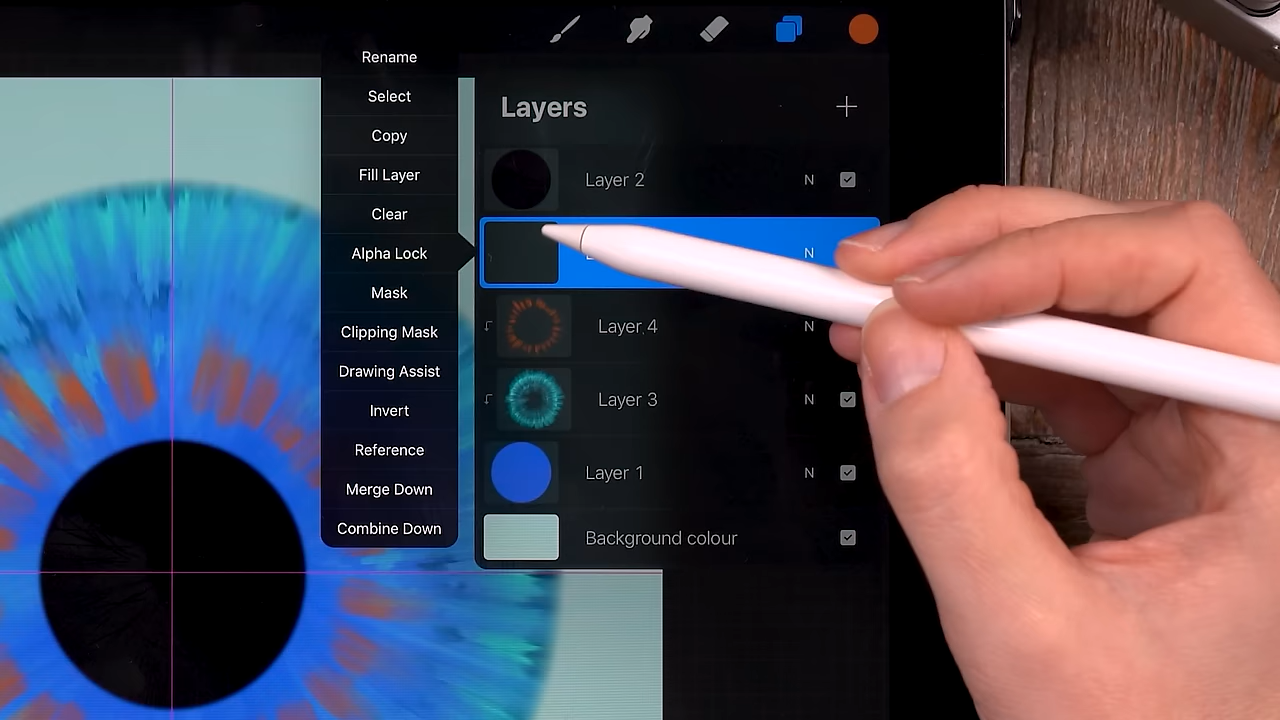 Rename
Select
Copy
Fill Layer
Clear
Alpha Lock
Mask
Clipping Mask
Drawing Assist
Invert
Reference
Merge Down
Combine Down
Layers
Layer 2 N
N
Layer 4 N
Layer 3 N
Layer 1 N
Background colour